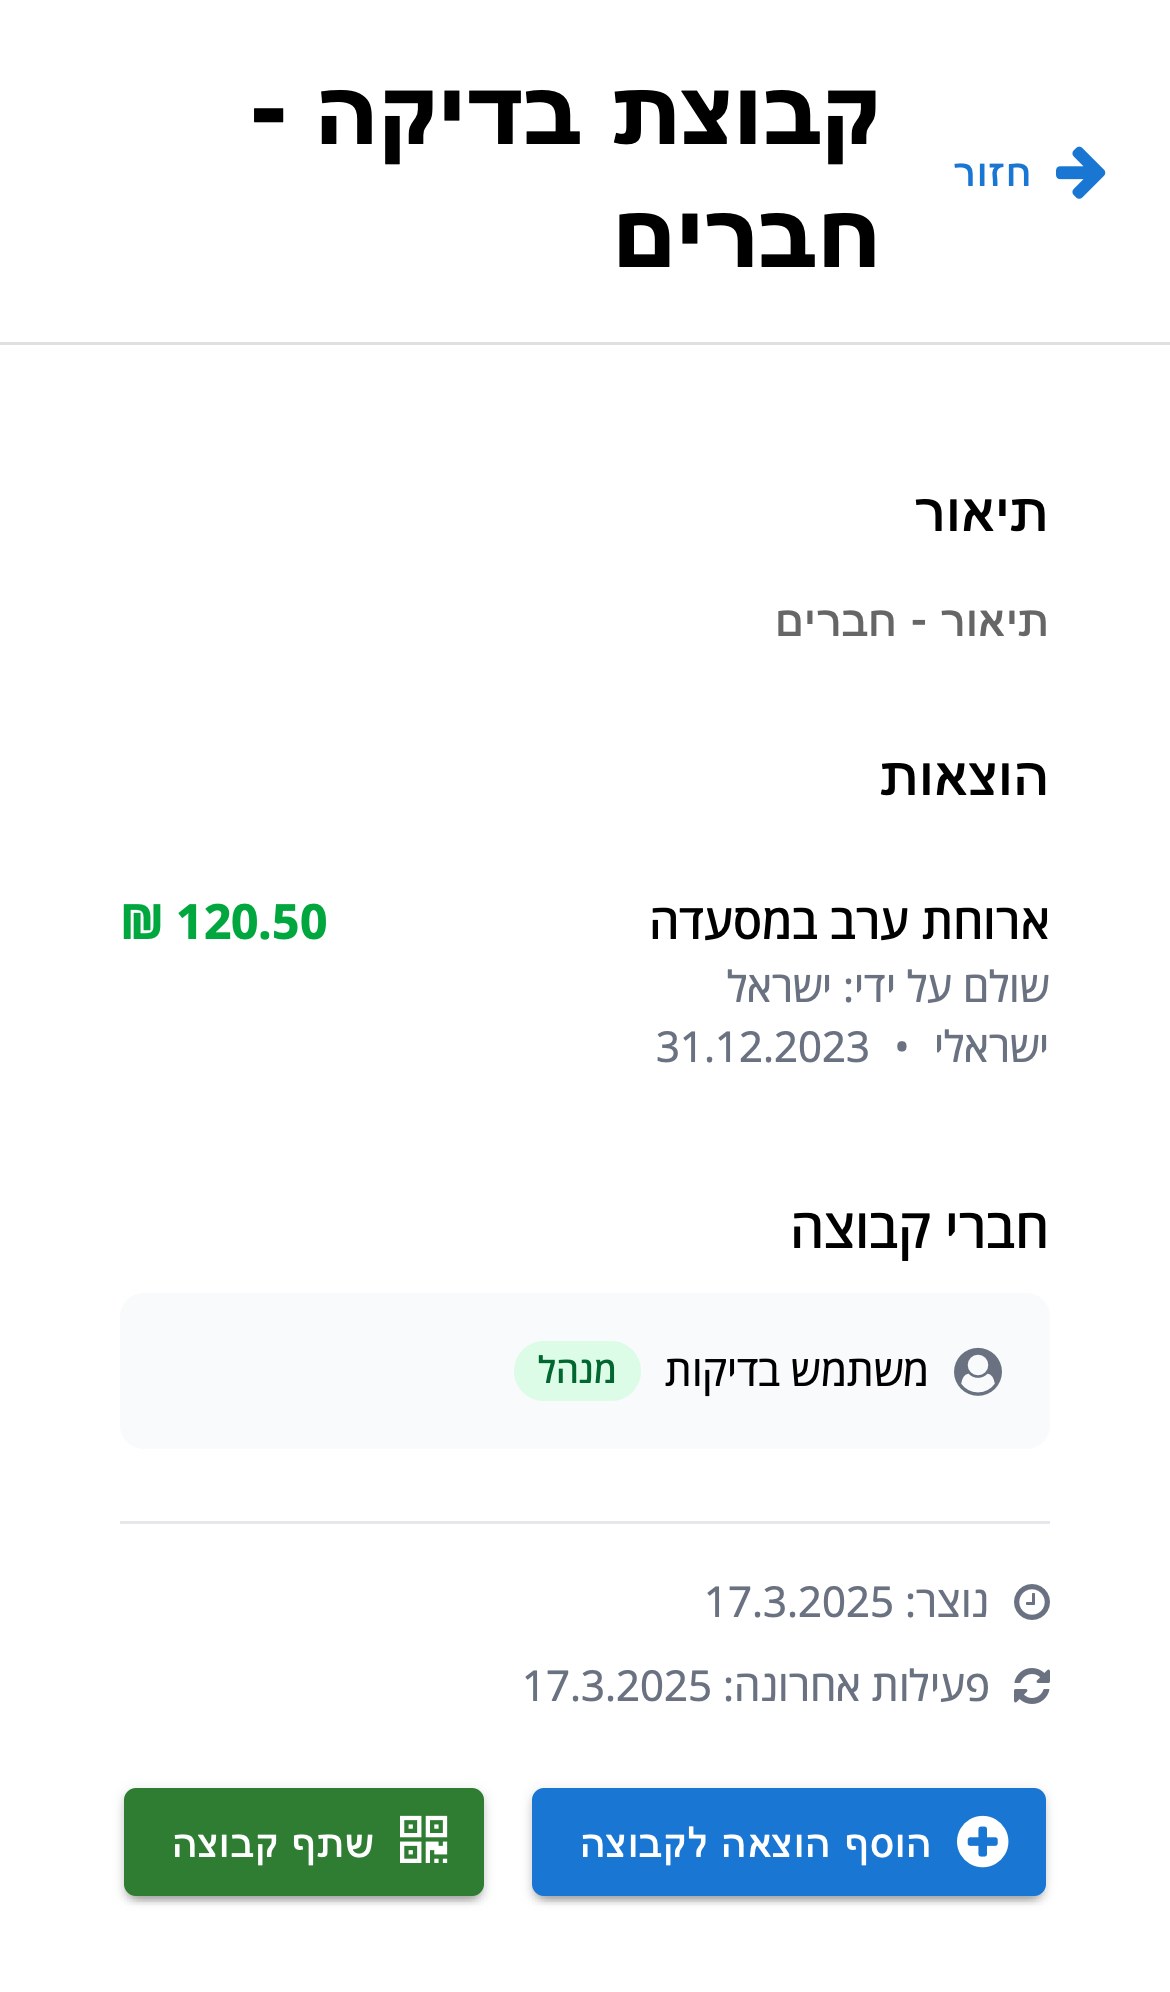 חזור
קבוצת בדיקה -
חברים
תיאור
תיאור - חברים
הוצאות
ארוחת ערב במסעדה
120.50 ₪
שולם על ידי: ישראל
ישראלי • 31.12.2023
חברי קבוצה
משתמש בדיקות מנהל
נוצר: 17.3.2025
פעילות אחרונה: 17.3.2025
הוסף הוצאה לקבוצה
שתף קבוצה